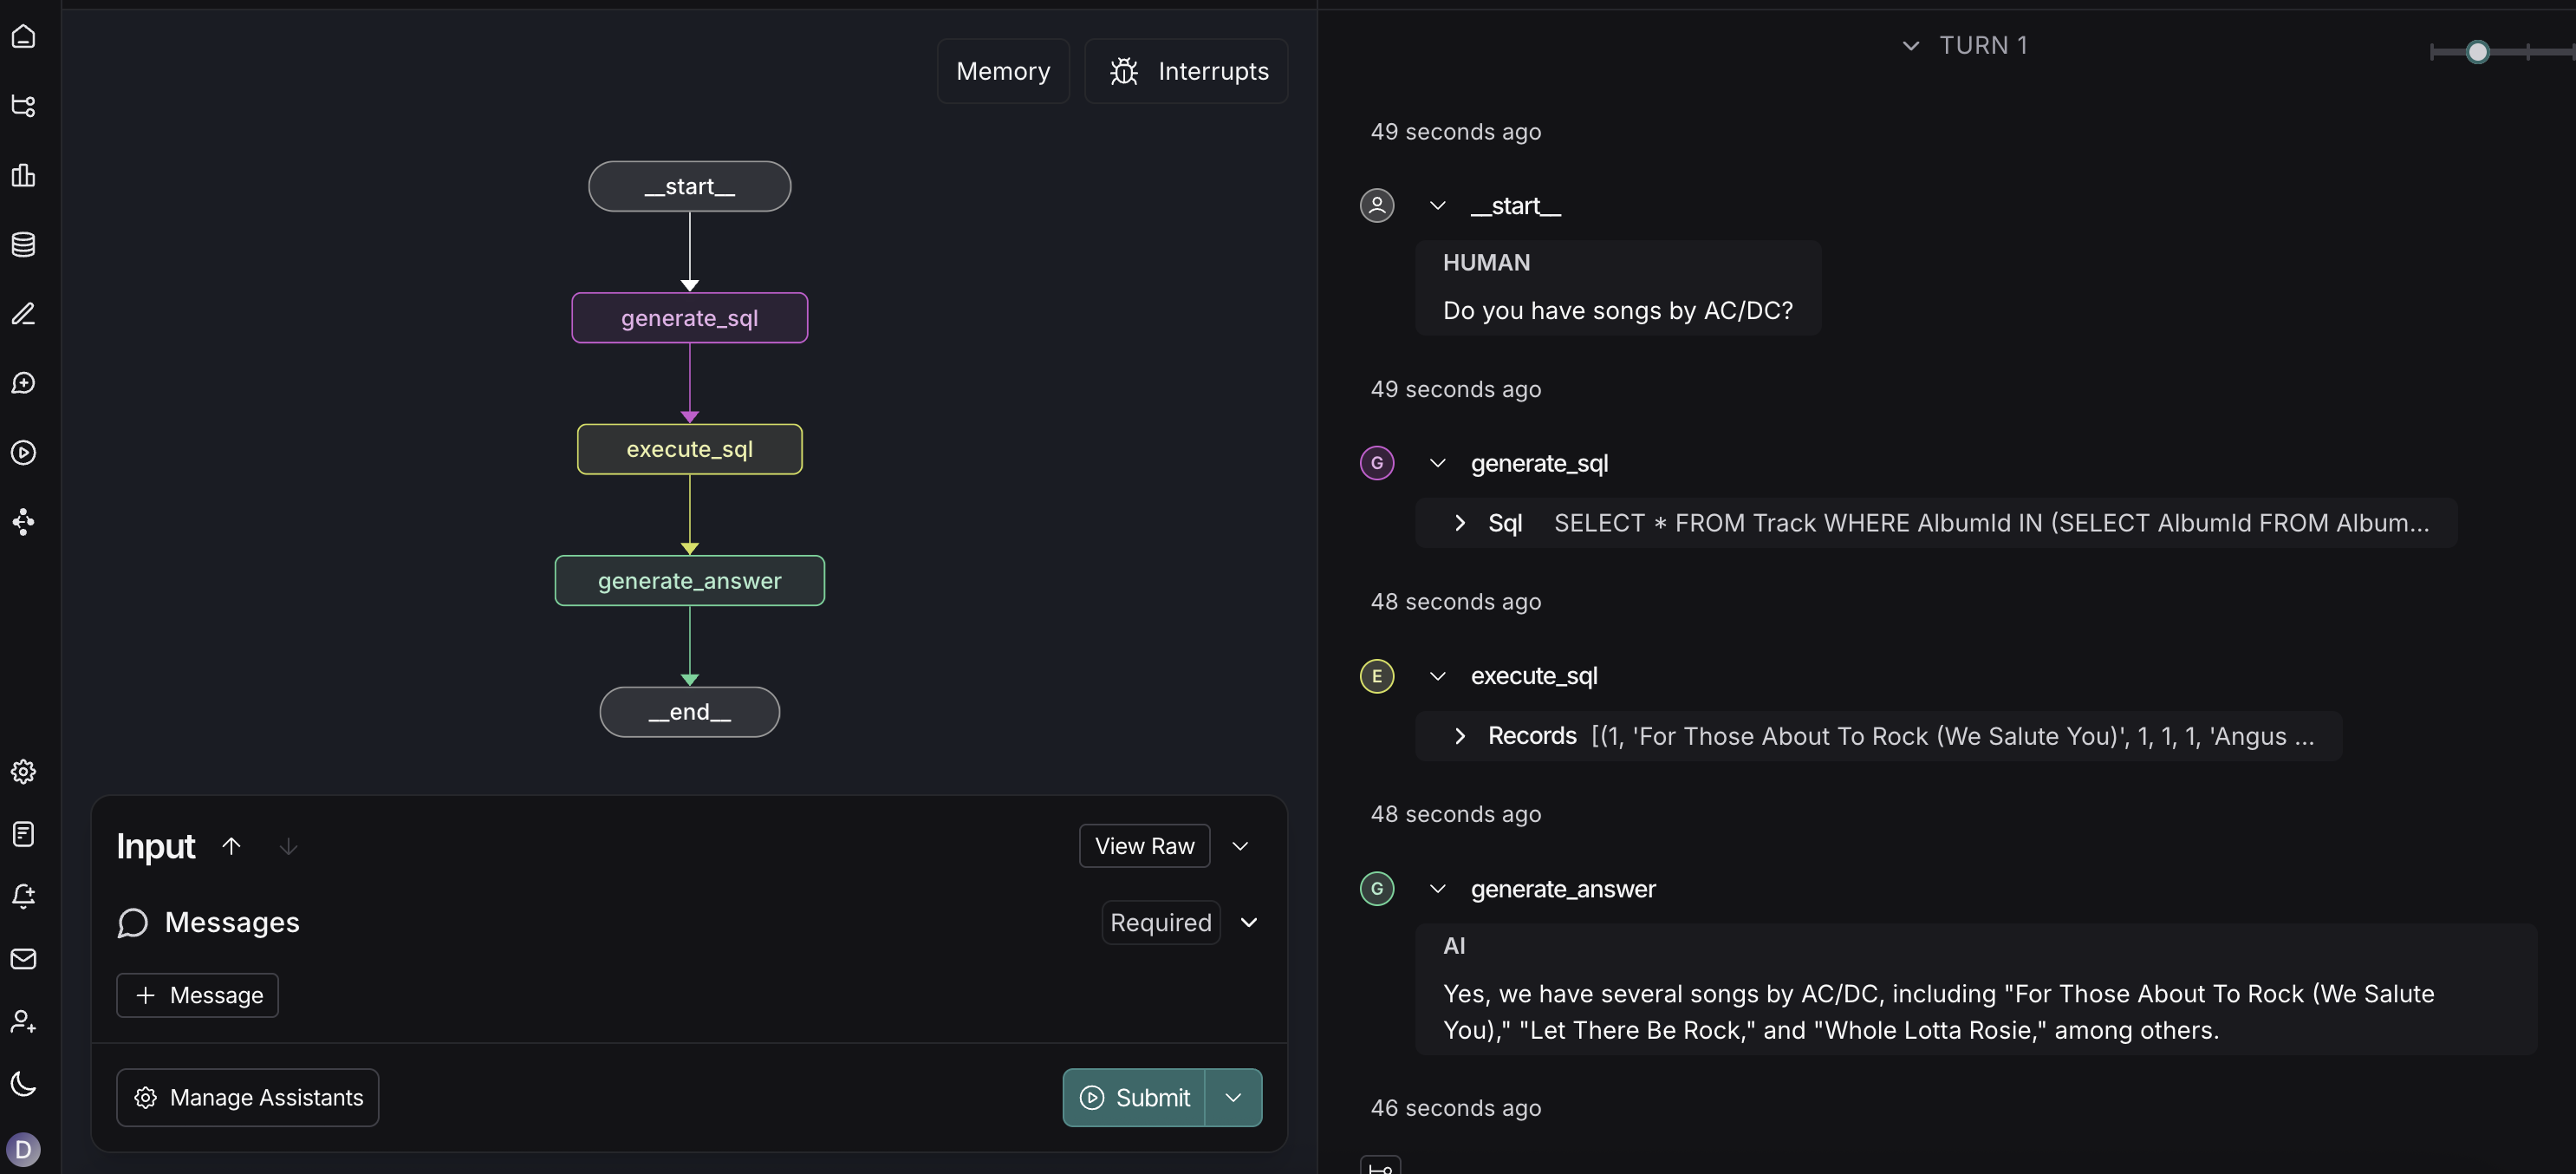 Memory
Interrupts
__start__
generate_sql
execute_sql
generate_answer
__end__
Input
View Raw
Messages
Required
Message
Manage Assistants
Submit
D
TURN 1
49 seconds ago
__start__
HUMAN
Do you have songs by AC/DC?
49 seconds ago
G
generate_sql
Sql SELECT * FROM Track WHERE AlbumId IN (SELECT AlbumId FROM Album...
48 seconds ago
E
execute_sql
Records [(1, 'For Those About To Rock (We Salute You)', 1, 1, 1, 'Angus ...
48 seconds ago
G
generate_answer
AI
Yes, we have several songs by AC/DC, including "For Those About To Rock (We Salute
You)," "Let There Be Rock," and "Whole Lotta Rosie," among others.
46 seconds ago